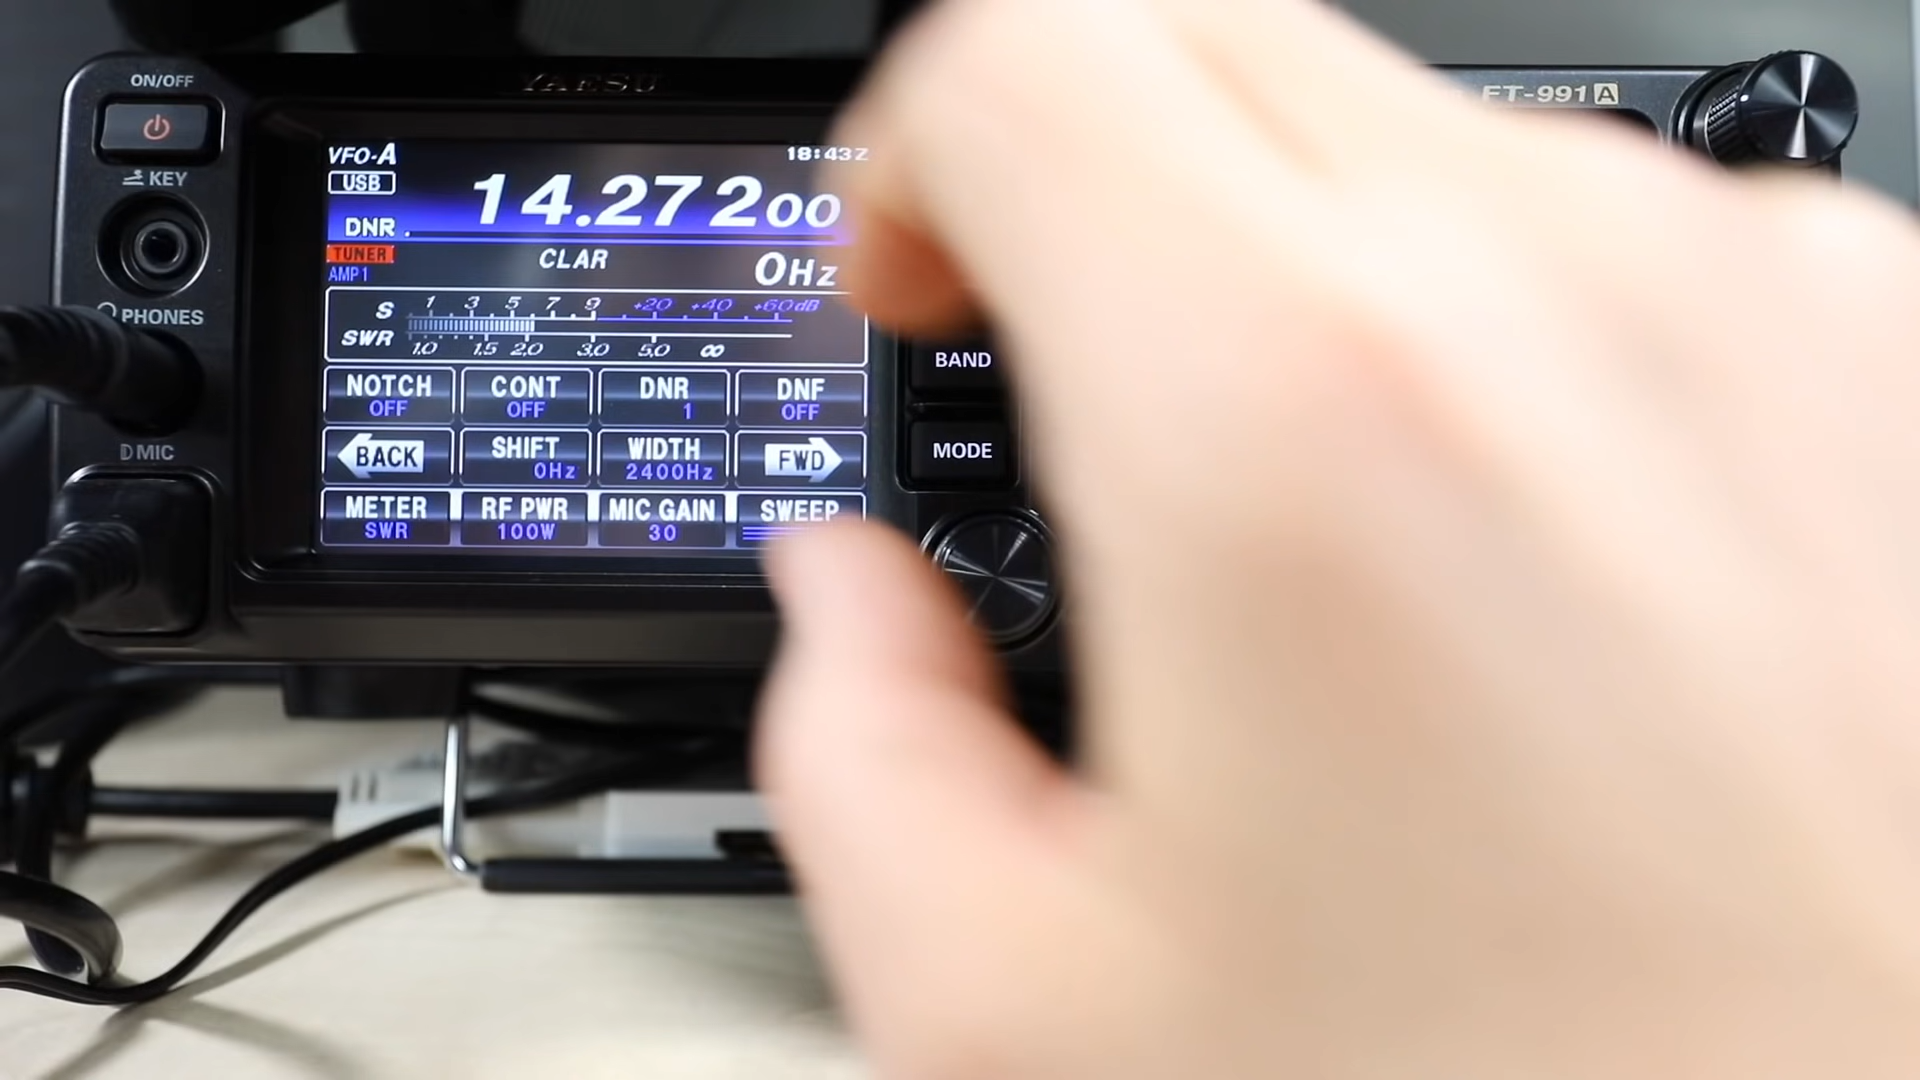 ON/OFF
YAESU
FT-991A
KEY
PHONES
MIC
VFO-A
18:43Z
USB
14.27200
DNR
TUNER
AMP1
CLAR
0Hz
S 1 3 5 7 9 +20 +40 +60dB
SWR 1.0 1.5 2.0 3.0 5.0 ∞
NOTCH CONT DNR DNF
OFF OFF 1 OFF
BACK SHIFT WIDTH FWD
0Hz 2400Hz
METER RF PWR MIC GAIN SWEEP
SWR 100W 30
BAND
MODE